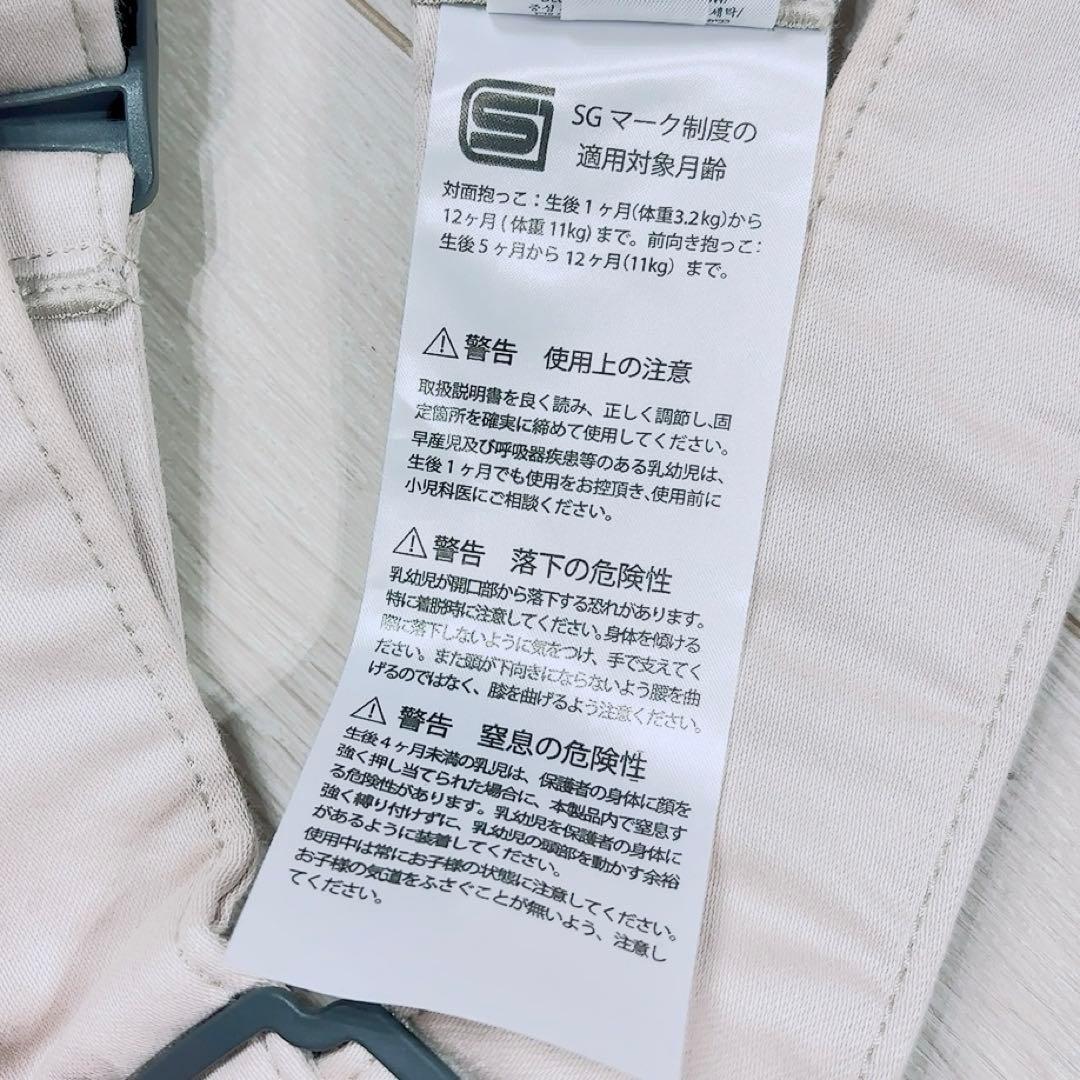 중성
세탁/
SG マーク制度の
適用対象月齢
対面抱っこ：生後1ヶ月(体重3.2kg)から
12ヶ月(体重11kg)まで。前向き抱っこ：
生後5ヶ月から12ヶ月(11kg）まで。
⚠警告　使用上の注意
取扱説明書を良く読み、正しく調節し、固
定箇所を確実に締めて使用してください。
早産児及び呼吸器疾患等のある乳幼児は、
生後1ヶ月でも使用をお控頂き、使用前に
小児科医にご相談ください。
⚠警告　落下の危険性
乳幼児が開口部から落下する恐れがあります。
特に着脱時に注意してください。身体を傾ける
際に落下しないように気をつけ、手で支えてく
ださい。また頭が下向きにならないよう腰を曲
げるのではなく、膝を曲げるよう注意ください。
⚠警告　窒息の危険性
生後4ヶ月未満の乳児は、保護者の身体に顔を
強く押し当てられた場合に、本製品内で窒息す
る危険性があります。乳幼児を保護者の身体に
強く縛り付けずに、乳幼児の頭部を動かす余裕
があるように装着してください。
使用中は常にお子様の状態に注意してください。
お子様の気道をふさぐことが無いよう、注意し
てください。